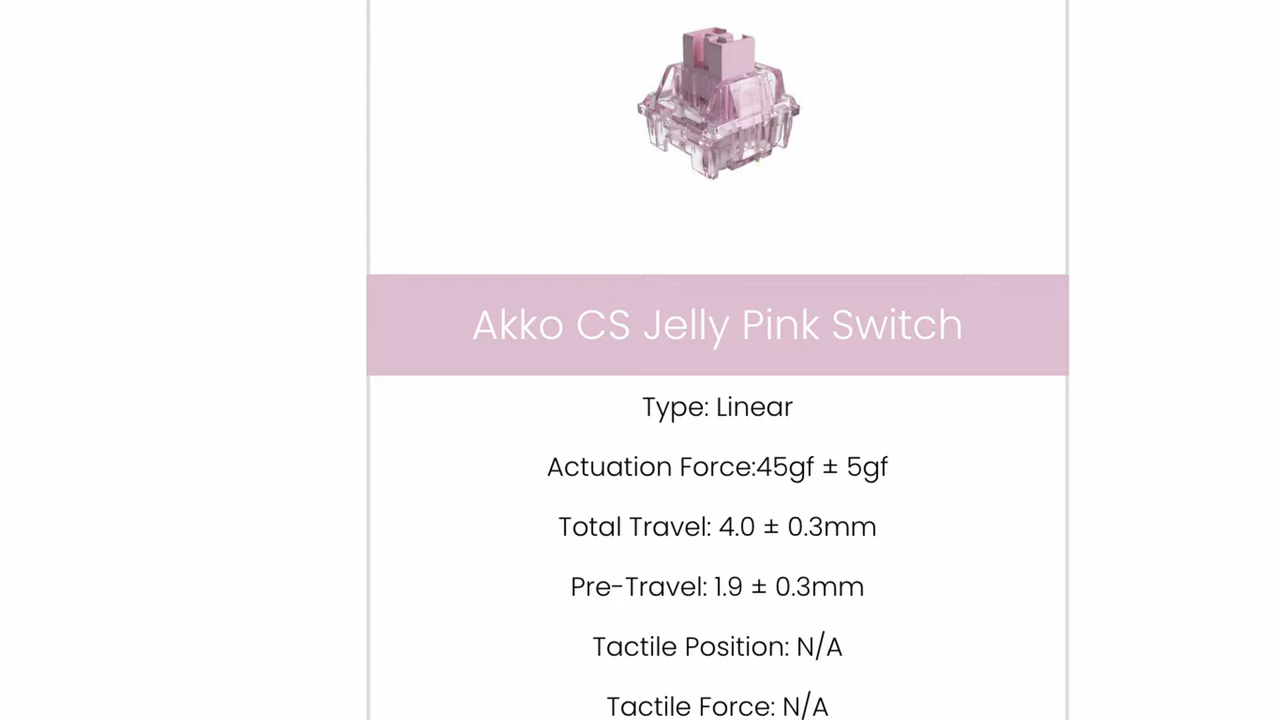 Akko CS Jelly Pink Switch
Type: Linear
Actuation Force:45gf ± 5gf
Total Travel: 4.0 ± 0.3mm
Pre-Travel: 1.9 ± 0.3mm
Tactile Position: N/A
Tactile Force: N/A